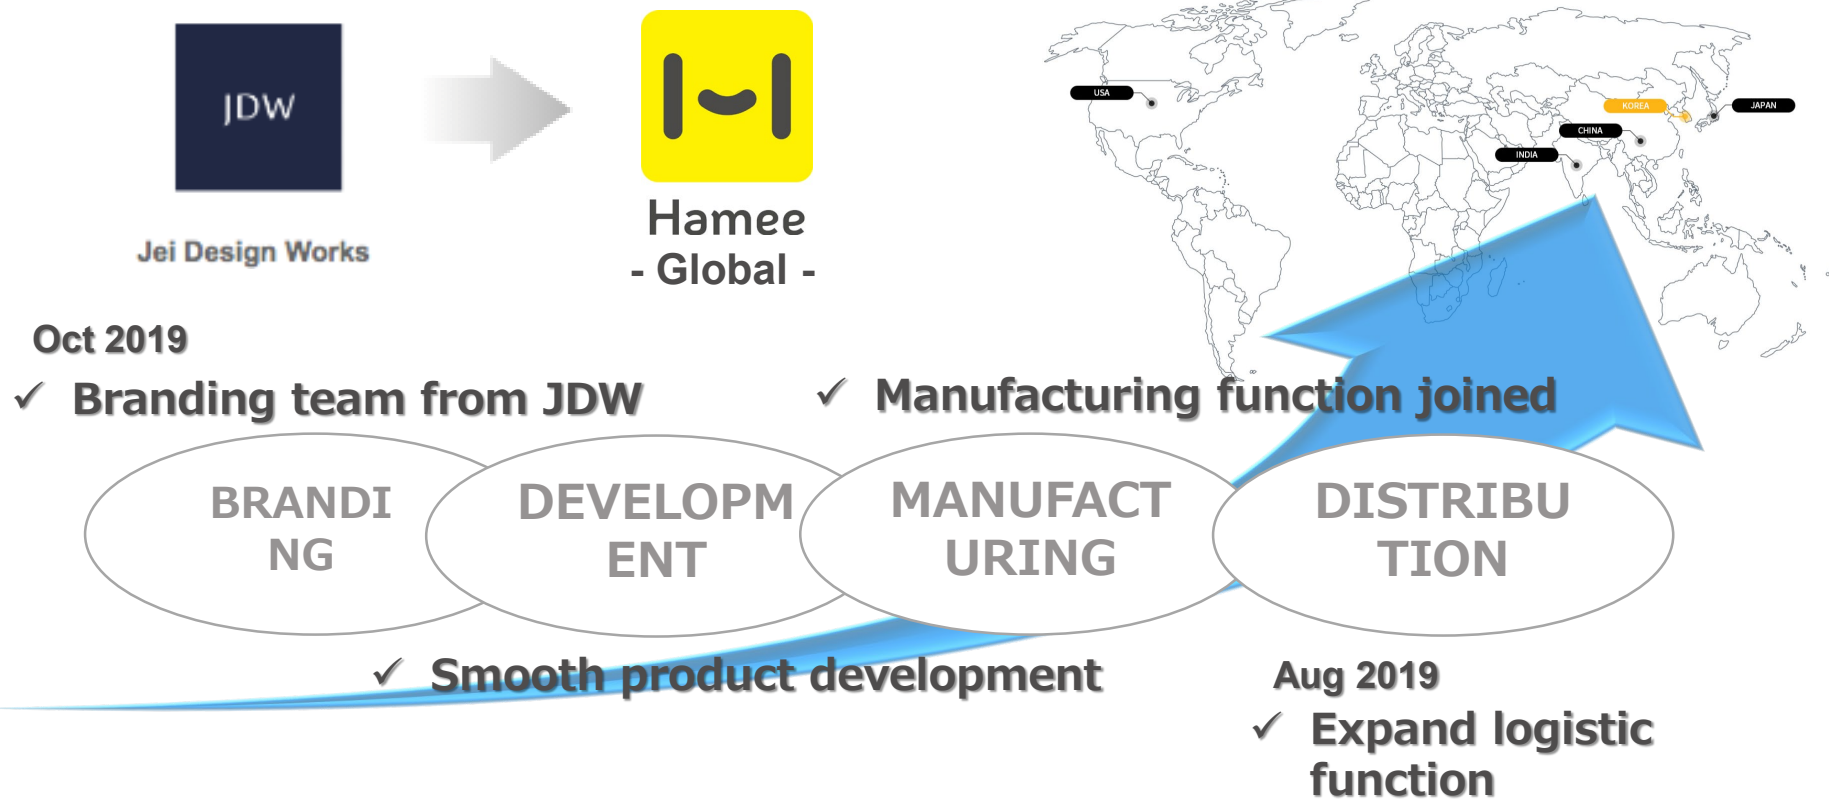 JDW
Jei Design Works
Hamee
- Global -
USA
KOREA
JAPAN
CHINA
INDIA
Oct 2019
✓ Branding team from JDW
✓ Manufacturing function joined
BRANDI
NG
DEVELOPM
ENT
MANUFACT
URING
DISTRIBU
TION
✓ Smooth product development
Aug 2019
✓ Expand logistic
function